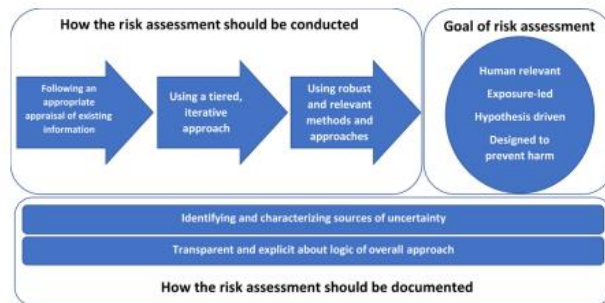 How the risk assessment should be conducted
Following an
appropriate
appraisal of existing
information
Using a tiered,
iterative
approach
Using robust
and relevant
methods and
approaches
Goal of risk assessment
Human relevant
Exposure-led
Hypothesis driven
Designed to
prevent harm
Identifying and characterizing sources of uncertainty
Transparent and explicit about logic of overall approach
How the risk assessment should be documented